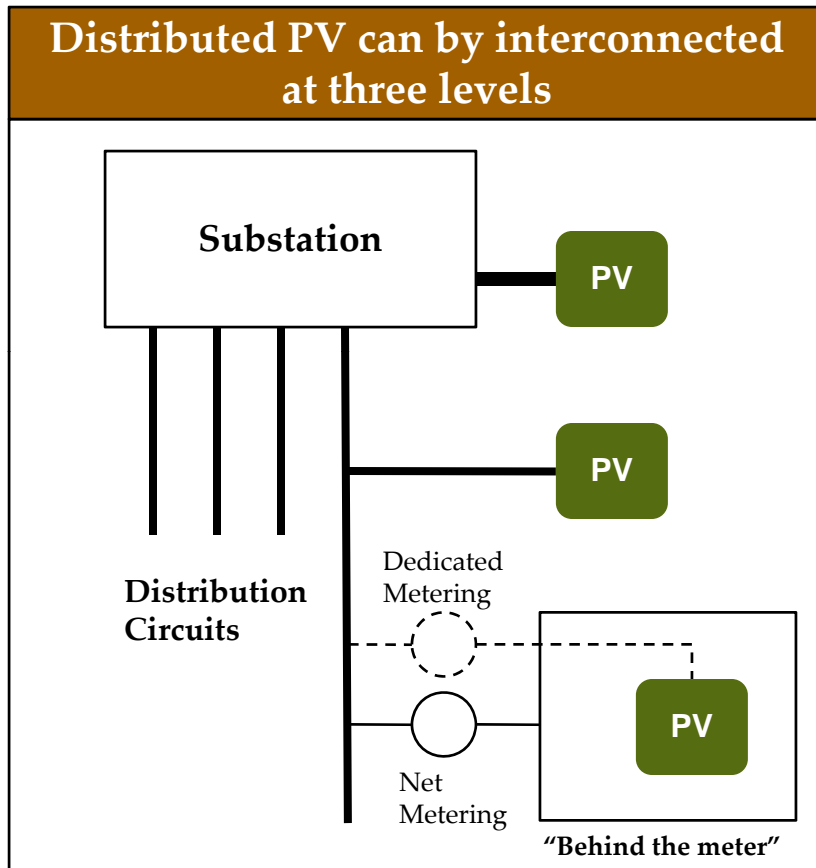 Distributed PV can by interconnected
at three levels
Substation
PV
PV
Distribution
Circuits
Dedicated
Metering
PV
Net
Metering
“Behind the meter”